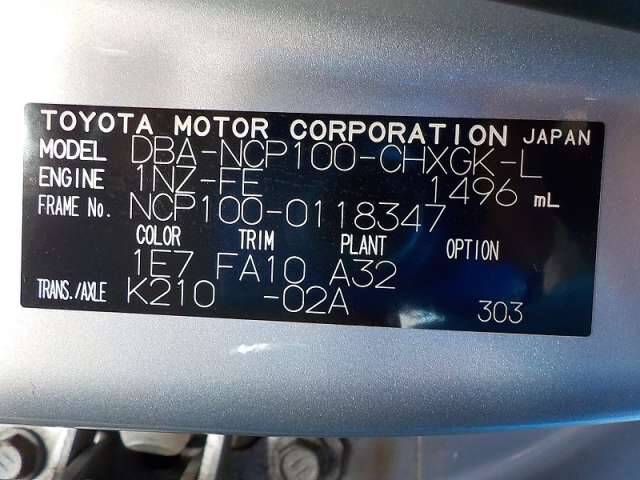 TOYOTA MOTOR CORPORATION JAPAN
MODEL DBA-NCP100-CHXGK-L
ENGINE 1NZ-FE 1496 mL
FRAME No. NCP100-0118347
COLOR TRIM PLANT OPTION
1E7 FA10 A32
TRANS./AXLE K210 -02A 303